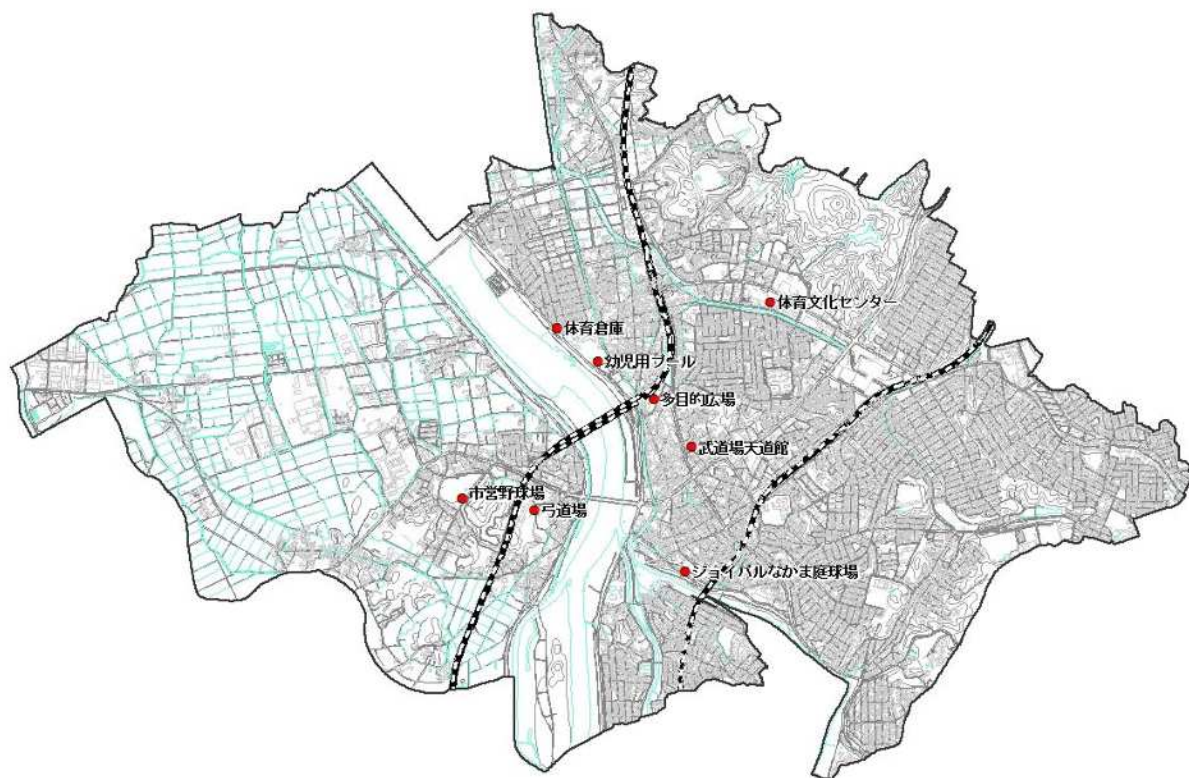 体育文化センター
体育倉庫
幼児用プール
多目的広場
武道場天道館
市営野球場
弓道場
ジョイパルなかま庭球場